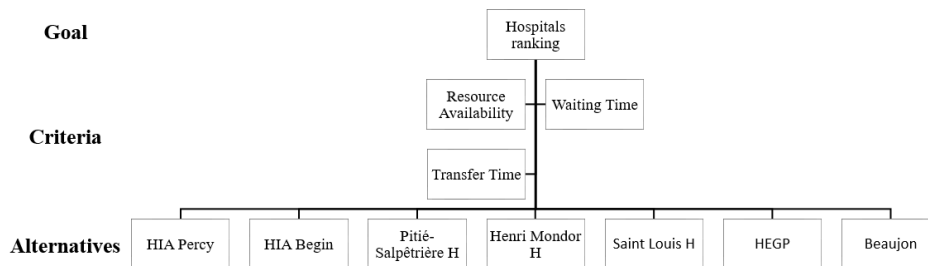 Goal
Hospitals
ranking
Resource
Availability
Waiting Time
Criteria
Transfer Time
Alternatives
HIA Percy
HIA Begin
Pitié-
Salpêtrière H
Henri Mondor
H
Saint Louis H
HEGP
Beaujon